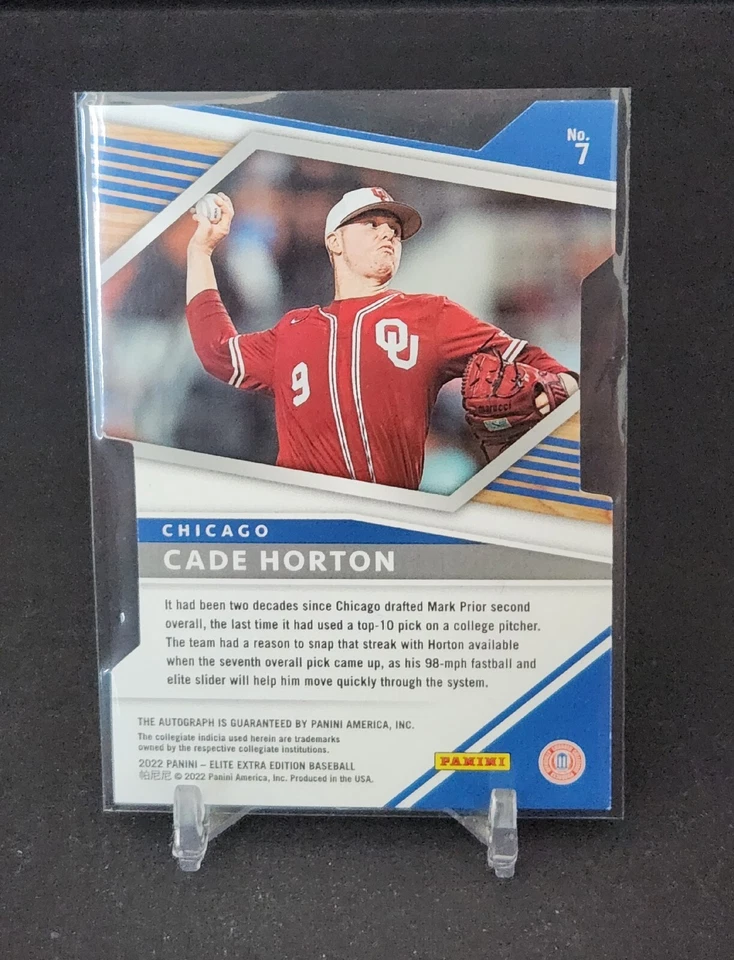 No.
7
OU
9
marucci
CHICAGO
CADE HORTON
It had been two decades since Chicago drafted Mark Prior second
overall, the last time it had used a top-10 pick on a college pitcher.
The team had a reason to snap that streak with Horton available
when the seventh overall pick came up, as his 98-mph fastball and
elite slider will help him move quickly through the system.
THE AUTOGRAPH IS GUARANTEED BY PANINI AMERICA, INC.
The collegiate indicia used herein are trademarks
owned by the respective collegiate institutions.
2022 PANINI – ELITE EXTRA EDITION BASEBALL
帕尼尼 © 2022 Panini America, Inc. Produced in the USA.
PANINI